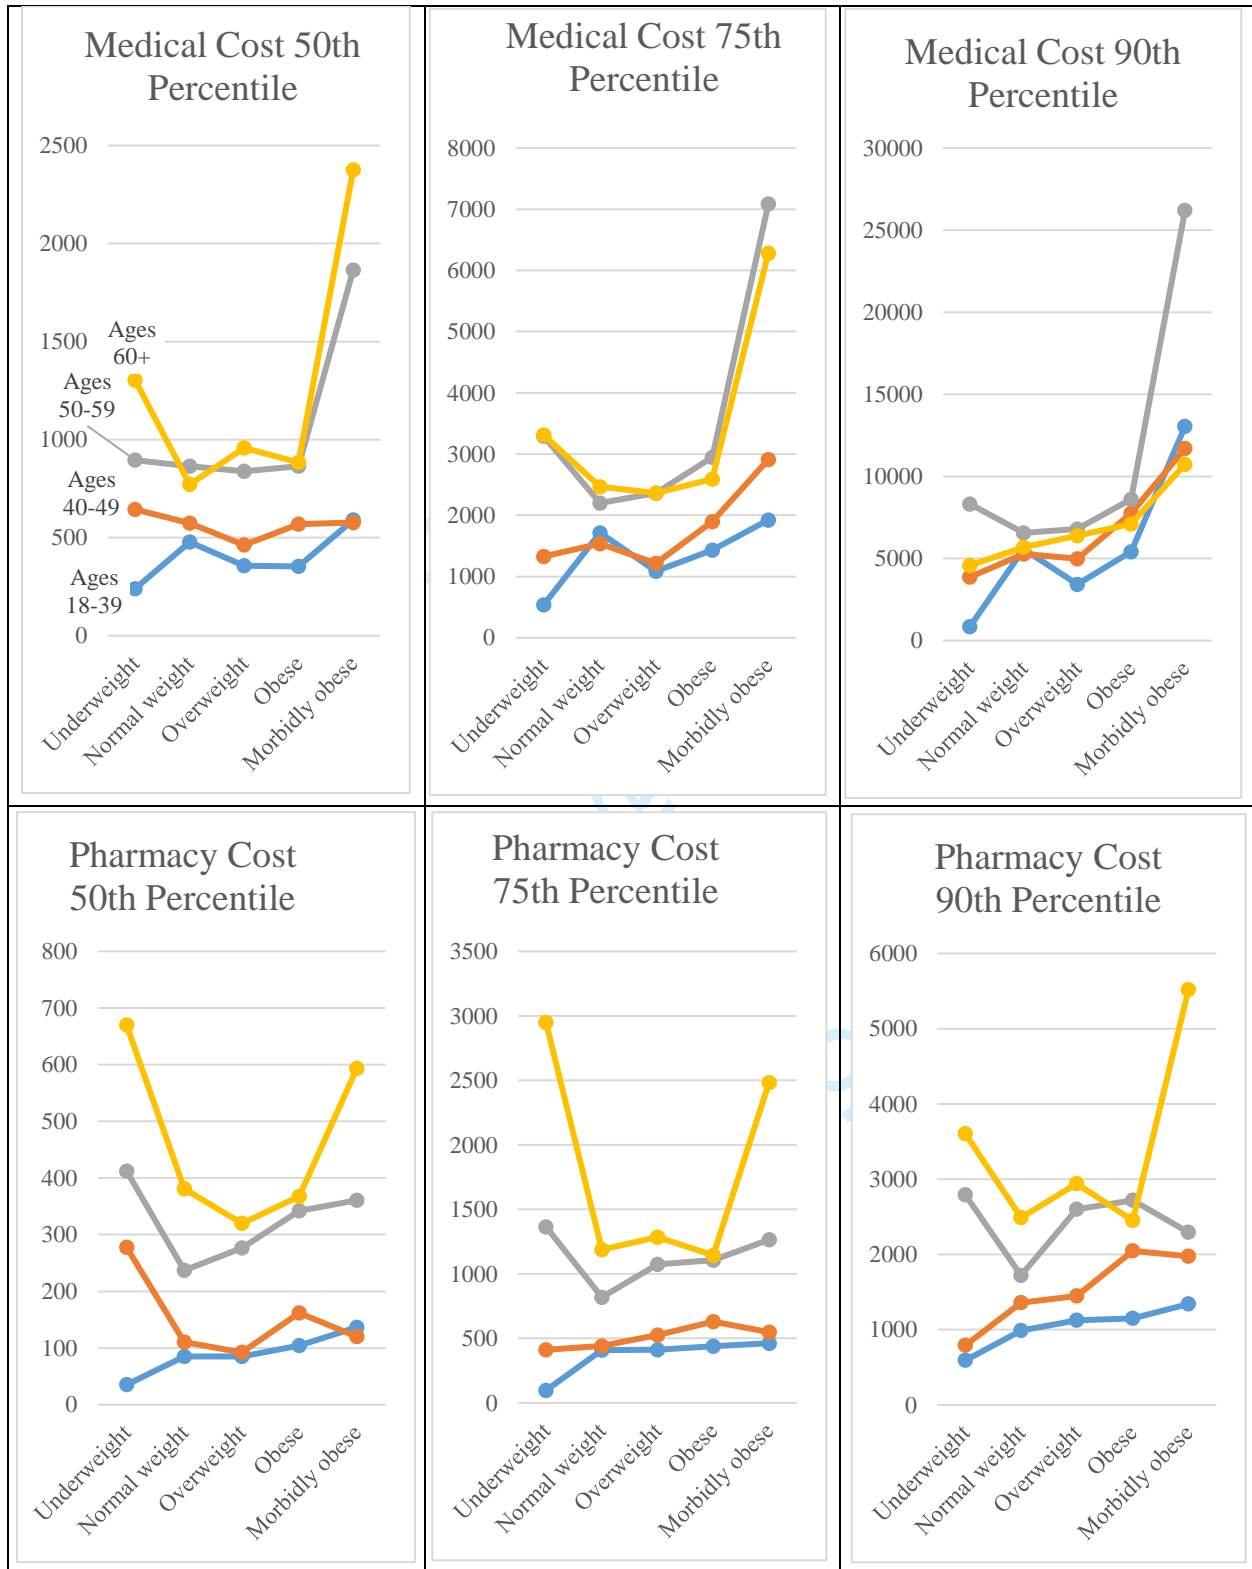 Medical Cost 50th
Percentile
2500
2000
1500
1000
500
0
Ages
60+
Ages
50-59
Ages
40-49
Ages
18-39
Underweight
Normal weight
Overweight
Obese
Morbidly obese
Medical Cost 75th
Percentile
8000
7000
6000
5000
4000
3000
2000
1000
0
Underweight
Normal weight
Overweight
Obese
Morbidly obese
Medical Cost 90th
Percentile
30000
25000
20000
15000
10000
5000
0
Underweight
Normal weight
Overweight
Obese
Morbidly obese
Pharmacy Cost
50th Percentile
800
700
600
500
400
300
200
100
0
Underweight
Normal weight
Overweight
Obese
Morbidly obese
Pharmacy Cost
75th Percentile
3500
3000
2500
2000
1500
1000
500
0
Underweight
Normal weight
Overweight
Obese
Morbidly obese
Pharmacy Cost
90th Percentile
6000
5000
4000
3000
2000
1000
0
Underweight
Normal weight
Overweight
Obese
Morbidly obese